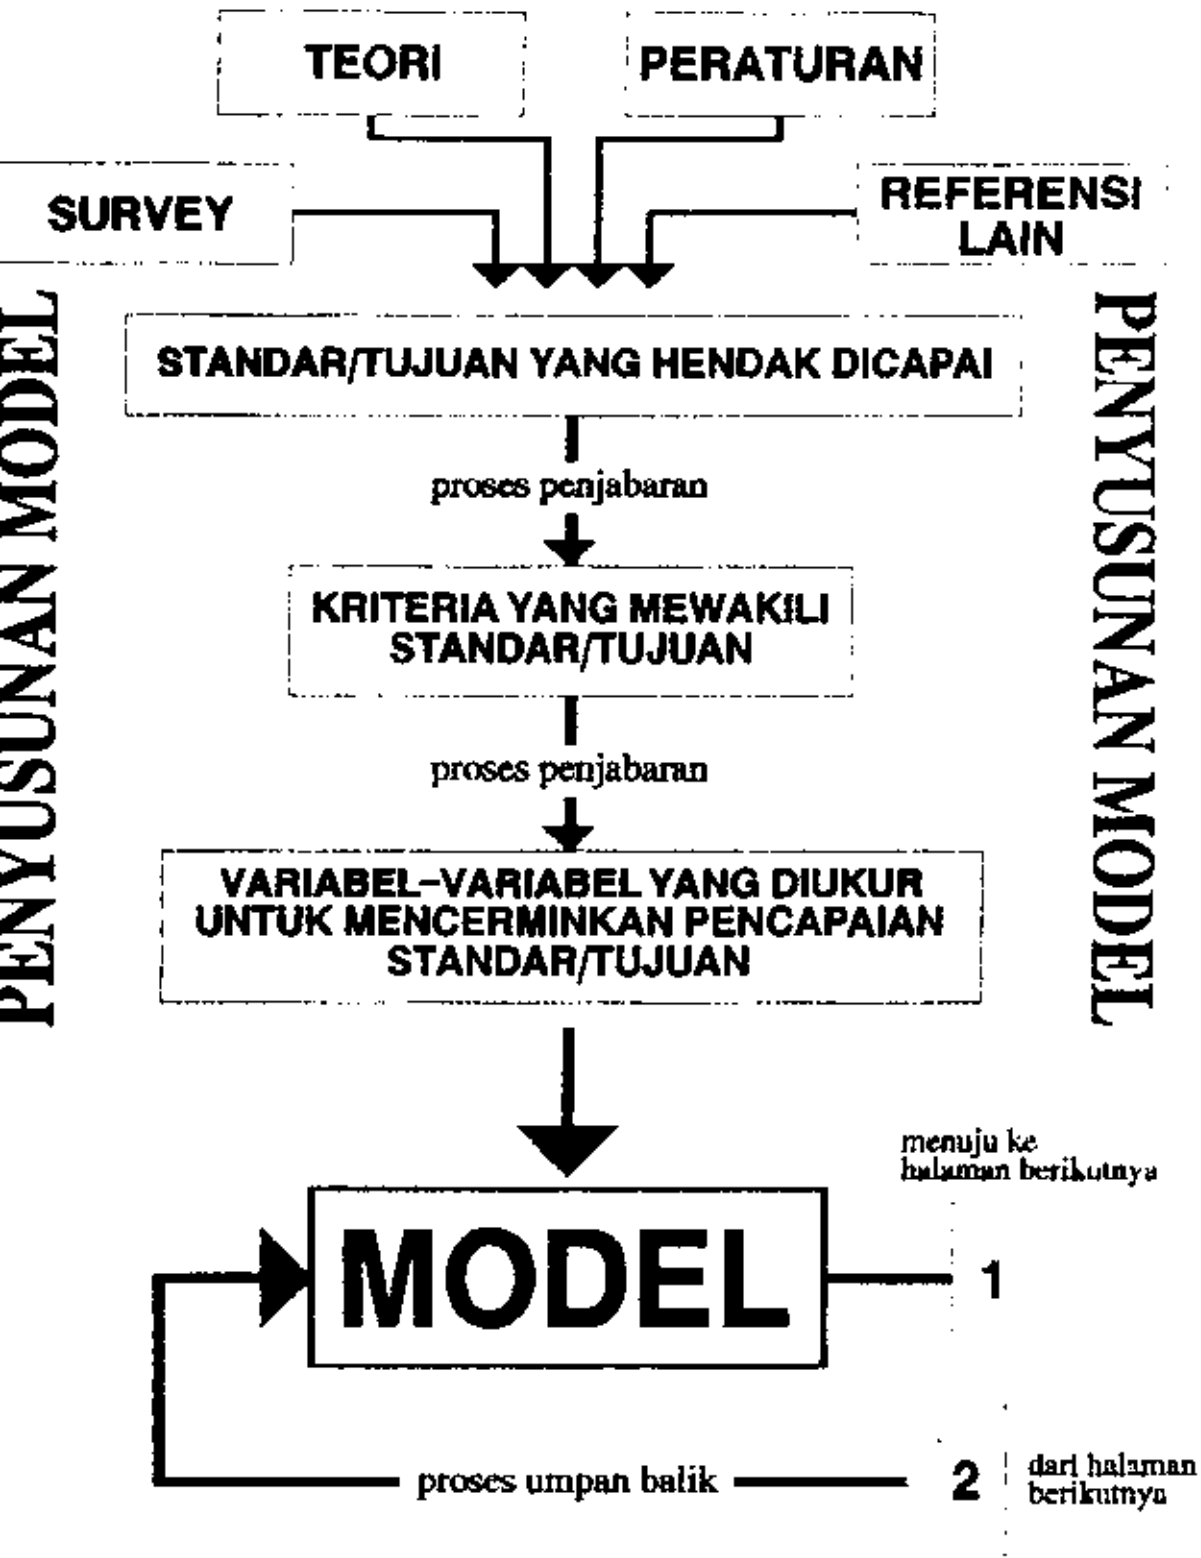 TEORI
PERATURAN
SURVEY
REFERENSI
LAIN
PENYUSUNAN MODEL
PENYUSUNAN MODEL
STANDAR/TUJUAN YANG HENDAK DICAPAI
proses penjabaran
KRITERIA YANG MEWAKILI
STANDAR/TUJUAN
proses penjabaran
VARIABEL-VARIABEL YANG DIUKUR
UNTUK MENCERMINKAN PENCAPAIAN
STANDAR/TUJUAN
menuju ke
halaman berikutnya
MODEL
1
proses umpan balik
2
dari halaman
berikutnya